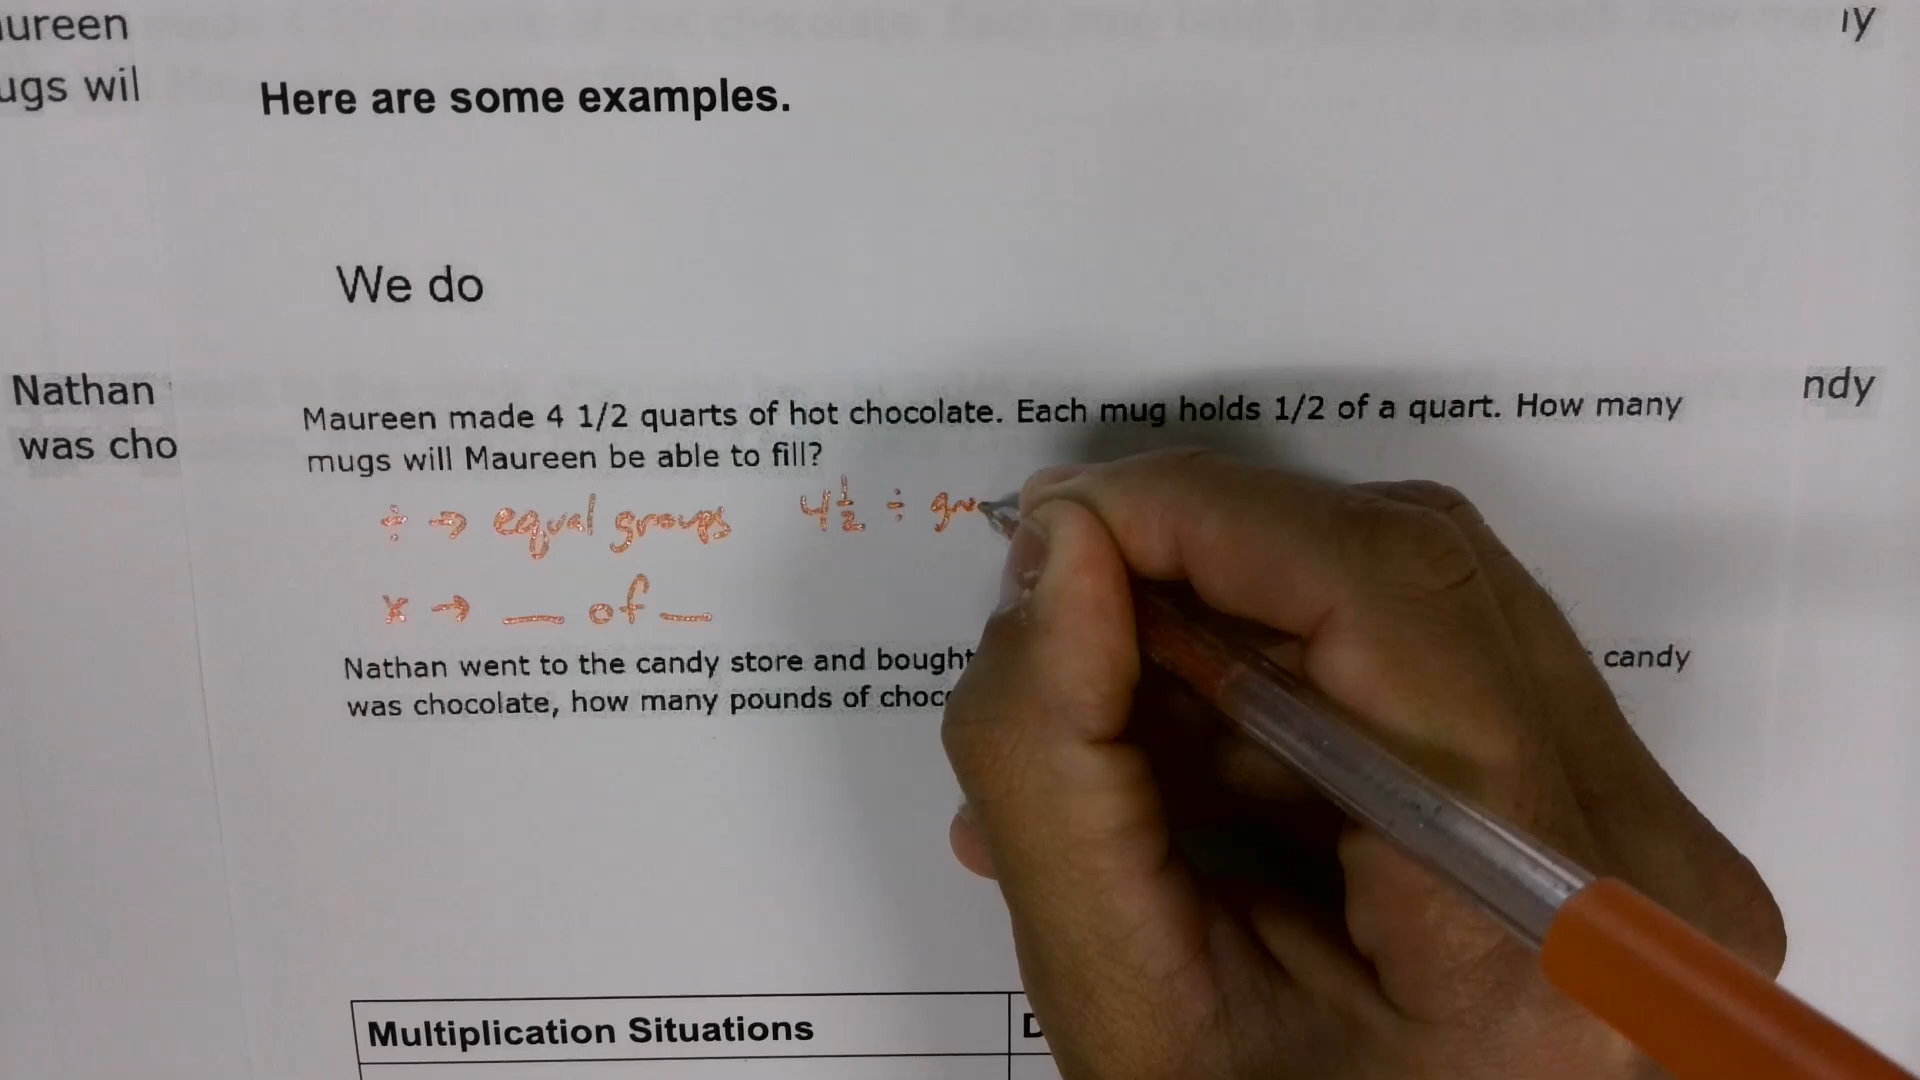 ureen
ly
ugs wil
Here are some examples.
We do
Nathan
ndy
was cho
Maureen made 4 1/2 quarts of hot chocolate. Each mug holds 1/2 of a quart. How many
mugs will Maureen be able to fill?
÷ → equal groups 4 1/2 ÷
x → __ of __
Nathan went to the candy store and bought candy
was chocolate, how many pounds of choc
Multiplication Situations D